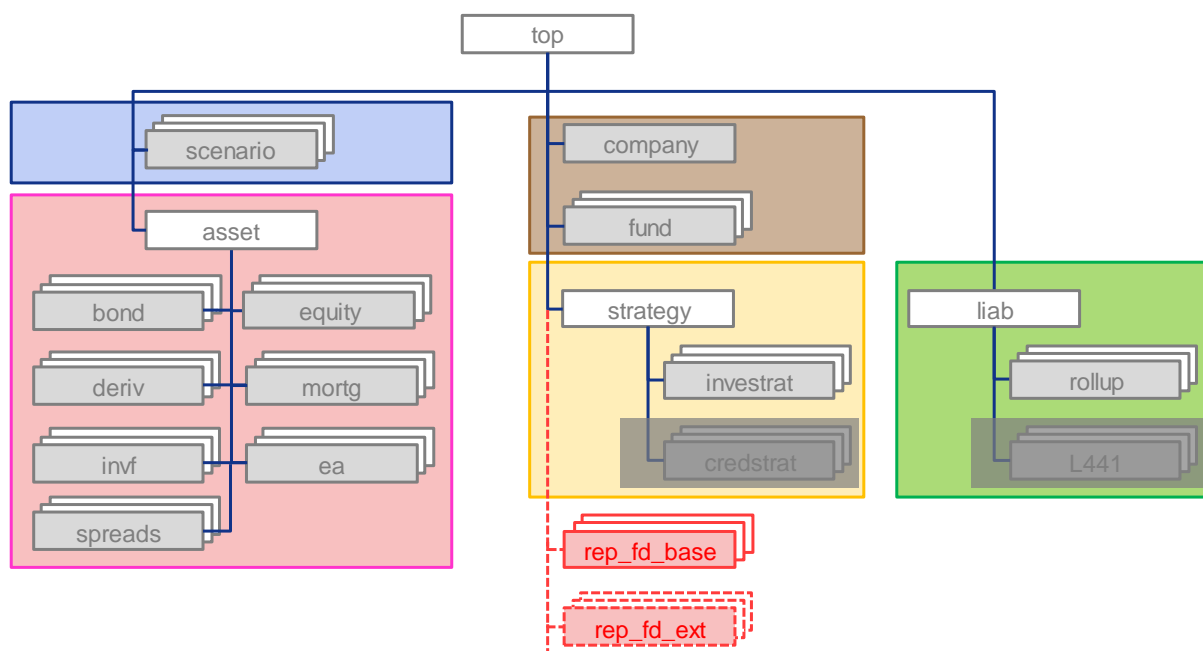 top
scenario
company
fund
asset
bond
equity
deriv
mortg
invf
ea
spreads
strategy
investrat
credstrat
liab
rollup
L441
rep_fd_base
rep_fd_ext